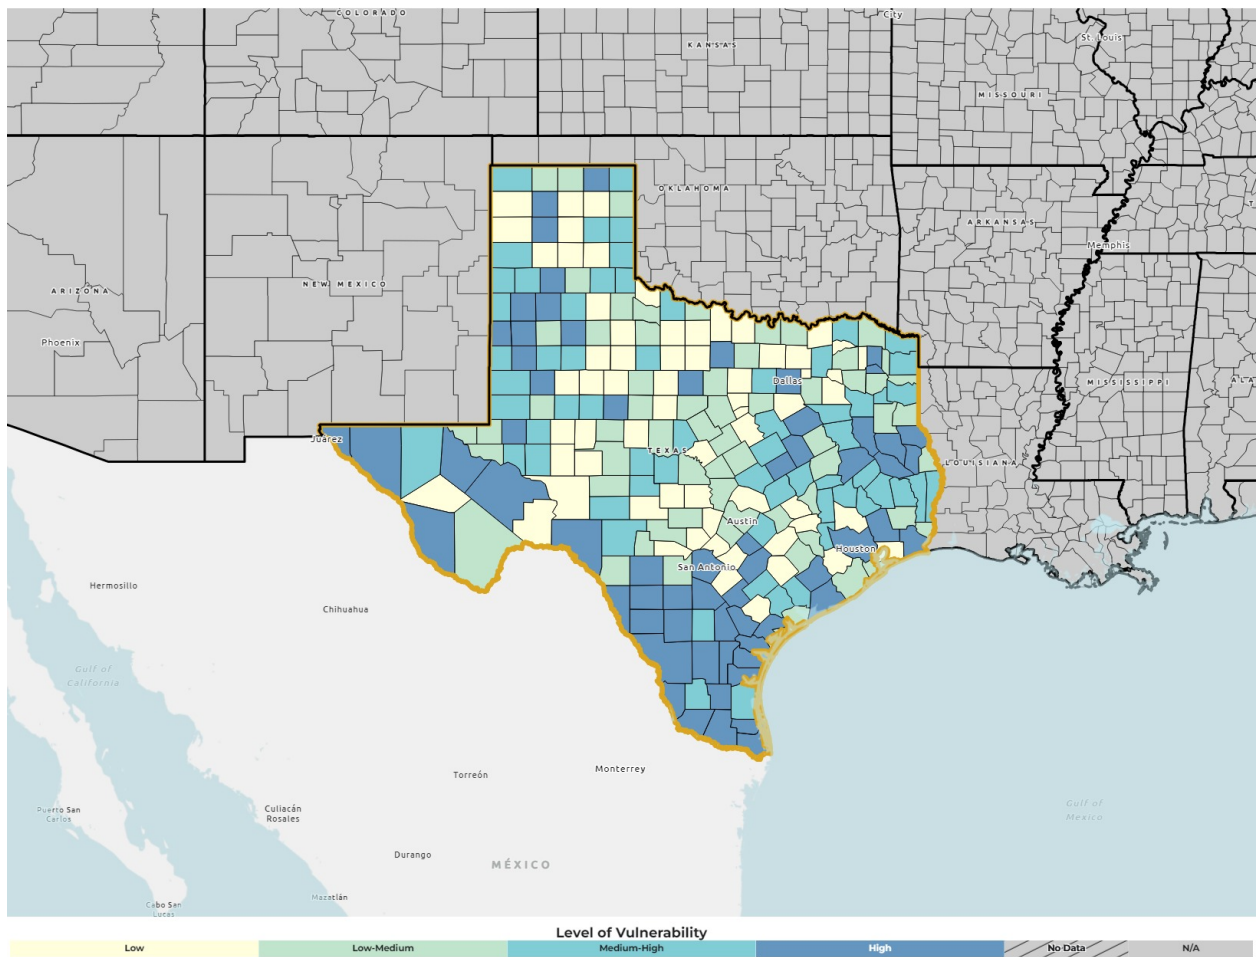 COLORADO
City
KANSAS
St. Louis
MISSOURI
OKLAHOMA
ARKANSAS
Memphis
ARIZONA
NEW MEXICO
Phoenix
MISSISSIPPI
ALA
Dallas
Juárez
TEXAS
LOUISIANA
Austin
Houston
San Antonio
Hermosillo
Chihuahua
Gulf of
California
Monterrey
Torreón
Gulf of
Mexico
Puerto San
Carlos
Culiacán
Rosales
Durango
MÉXICO
Mazatlán
Cabo San
Lucas
Level of Vulnerability
Low
Low-Medium
Medium-High
High
No Data
N/A